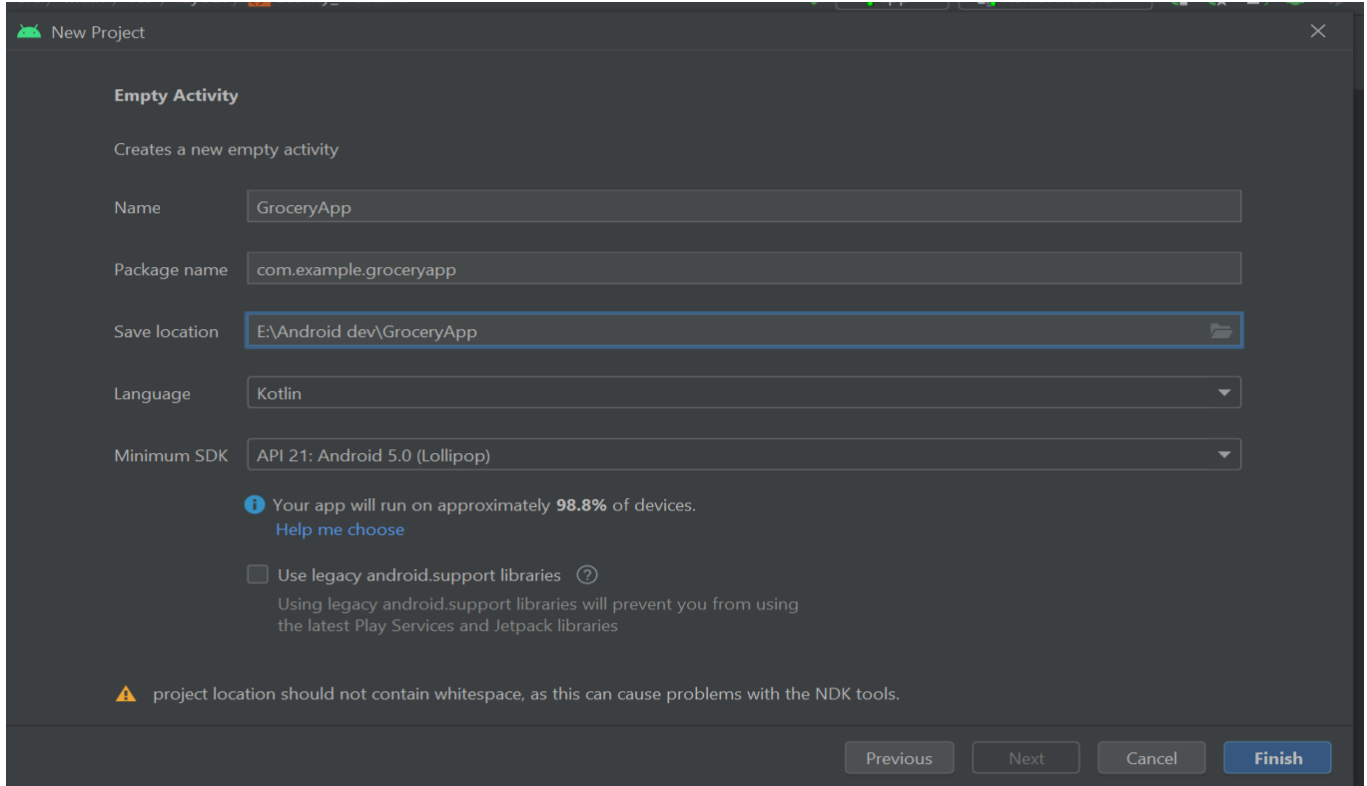 New Project
Empty Activity
Creates a new empty activity
Name GroceryApp
Package name com.example.groceryapp
Save location E:\Android dev\GroceryApp
Language Kotlin
Minimum SDK API 21: Android 5.0 (Lollipop)
Your app will run on approximately 98.8% of devices.
Help me choose
Use legacy android.support libraries ?
Using legacy android.support libraries will prevent you from using
the latest Play Services and Jetpack libraries
project location should not contain whitespace, as this can cause problems with the NDK tools.
Previous Next Cancel Finish